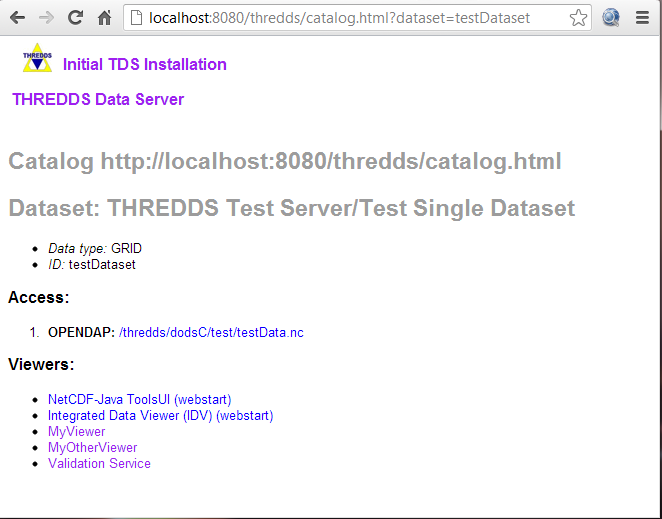 localhost:8080/thredds/catalog.html?dataset=testDataset
THREDDS
Initial TDS Installation
THREDDS Data Server
Catalog http://localhost:8080/thredds/catalog.html
Dataset: THREDDS Test Server/Test Single Dataset
• Data type: GRID
• ID: testDataset
Access:
1. OPENDAP: /thredds/dodsC/test/testData.nc
Viewers:
• NetCDF-Java ToolsUI (webstart)
• Integrated Data Viewer (IDV) (webstart)
• MyViewer
• MyOtherViewer
• Validation Service